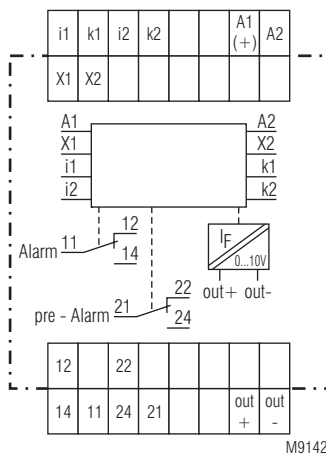 i1 k1 i2 k2 A1 (+) A2
X1 X2
A1 A2
X1 X2
i1 k1
i2 k2
12
Alarm 11
14
IF
0...10V
out+ out-
22
pre - Alarm 21
24
12 22
14 11 24 21 out + out -
M9142